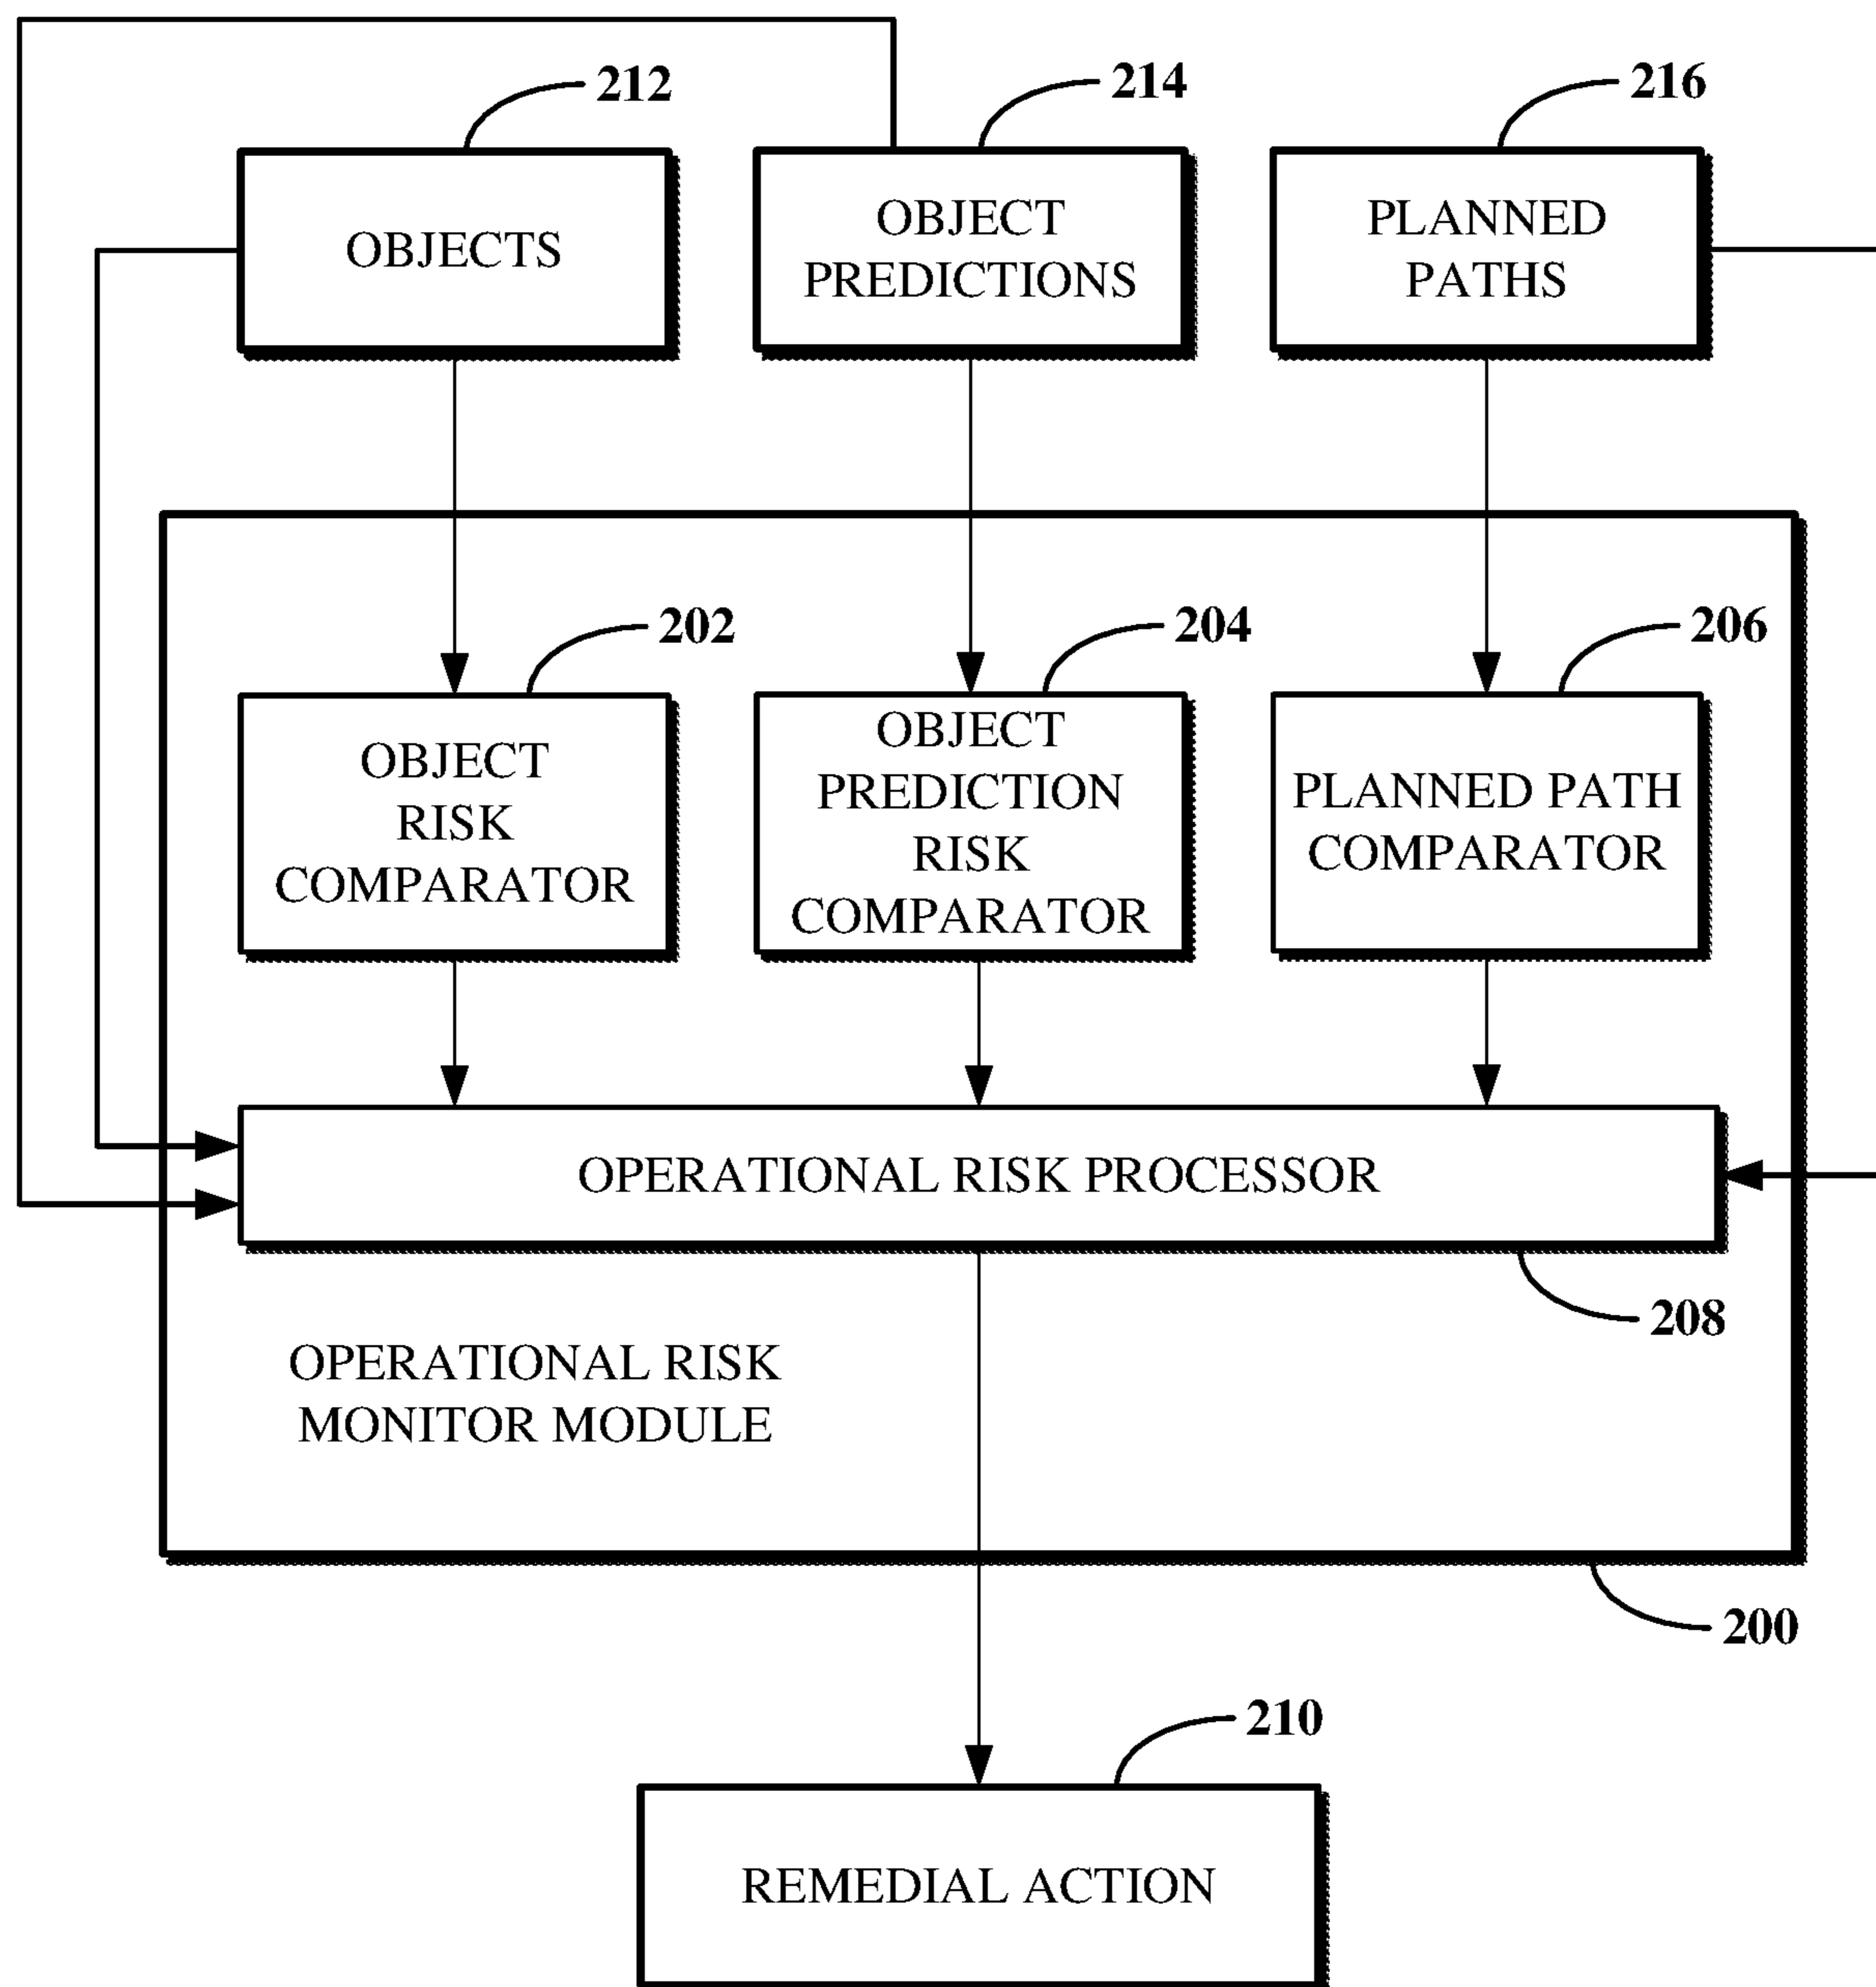 212
214
216
OBJECTS
OBJECT
PREDICTIONS
PLANNED
PATHS
202
204
206
OBJECT
RISK
COMPARATOR
OBJECT
PREDICTION
RISK
COMPARATOR
PLANNED PATH
COMPARATOR
OPERATIONAL RISK PROCESSOR
208
OPERATIONAL RISK
MONITOR MODULE
200
210
REMEDIAL ACTION